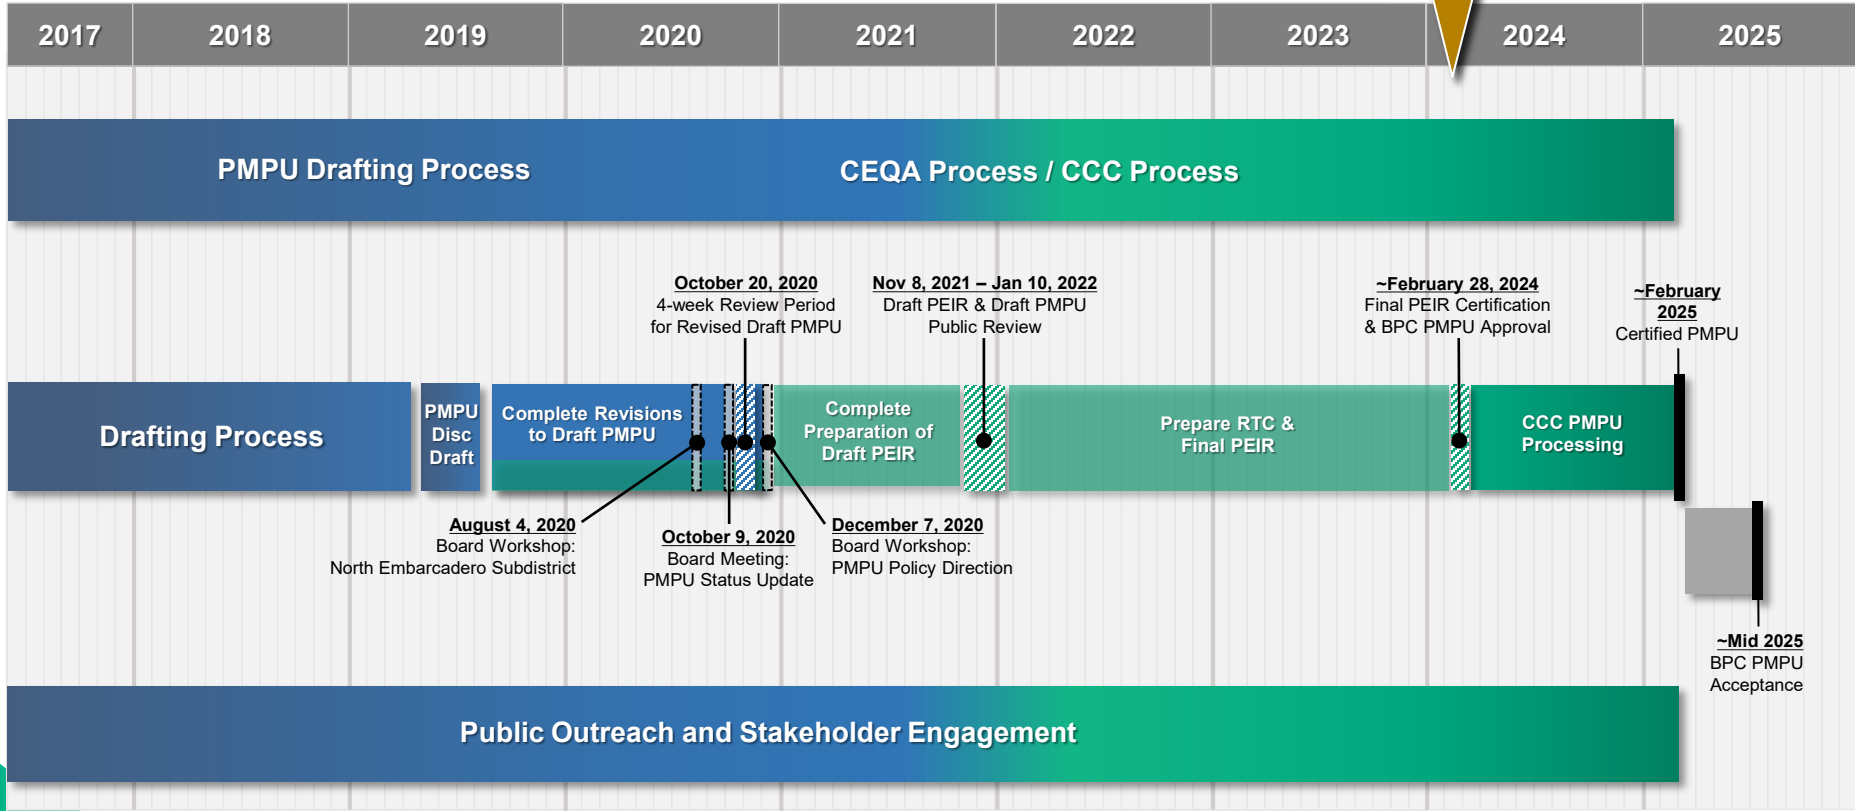 2017 2018 2019 2020 2021 2022 2023 2024 2025
PMPU Drafting Process
CEQA Process / CCC Process
October 20, 2020
4-week Review Period
for Revised Draft PMPU
Nov 8, 2021 – Jan 10, 2022
Draft PEIR & Draft PMPU
Public Review
~February 28, 2024
Final PEIR Certification
& BPC PMPU Approval
~February
2025
Certified PMPU
Drafting Process
PMPU
Disc
Draft
Complete Revisions
to Draft PMPU
Complete
Preparation of
Draft PEIR
Prepare RTC &
Final PEIR
CCC PMPU
Processing
August 4, 2020
Board Workshop:
North Embarcadero Subdistrict
October 9, 2020
Board Meeting:
PMPU Status Update
December 7, 2020
Board Workshop:
PMPU Policy Direction
~Mid 2025
BPC PMPU
Acceptance
Public Outreach and Stakeholder Engagement